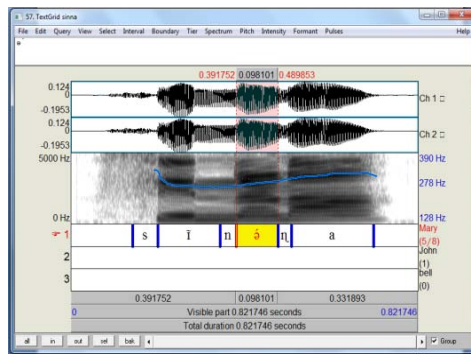 57. TextGrid sinna
File Edit Query View Select Interval Boundary Tier Spectrum Pitch Intensity Formant Pulses Help
0.391752 0.098101 0.489853
0.124
0
-0.1953
Ch 1
0.124
0
-0.1953
Ch 2
5000 Hz 390 Hz
278 Hz
0 Hz 128 Hz
1 s ĩ n ə́ ɳ a Mary
(5/8)
2 John
(1)
3 bell
(0)
0.391752 0.098101 0.331893
0 Visible part 0.821746 seconds 0.821746
Total duration 0.821746 seconds
all in out sel bak Group